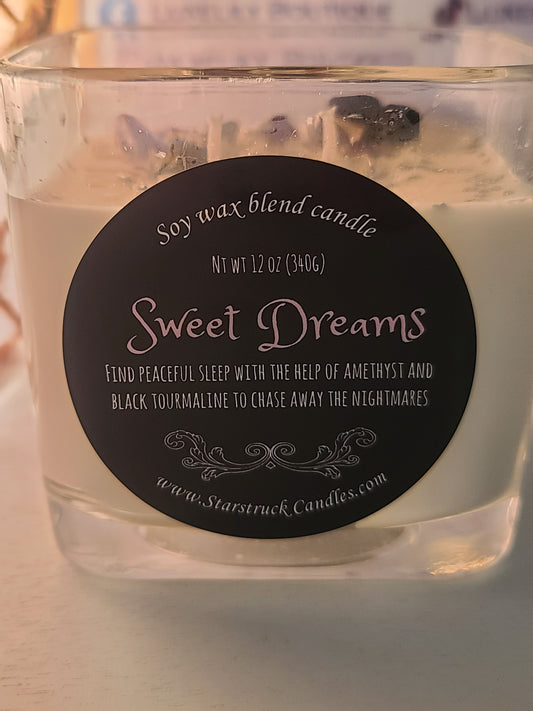 Soy wax blend candle
Nt wt 12 oz (340g)
Sweet Dreams
Find peaceful sleep with the help of amethyst and
black tourmaline to chase away the nightmares
www.StarstruckCandles.com